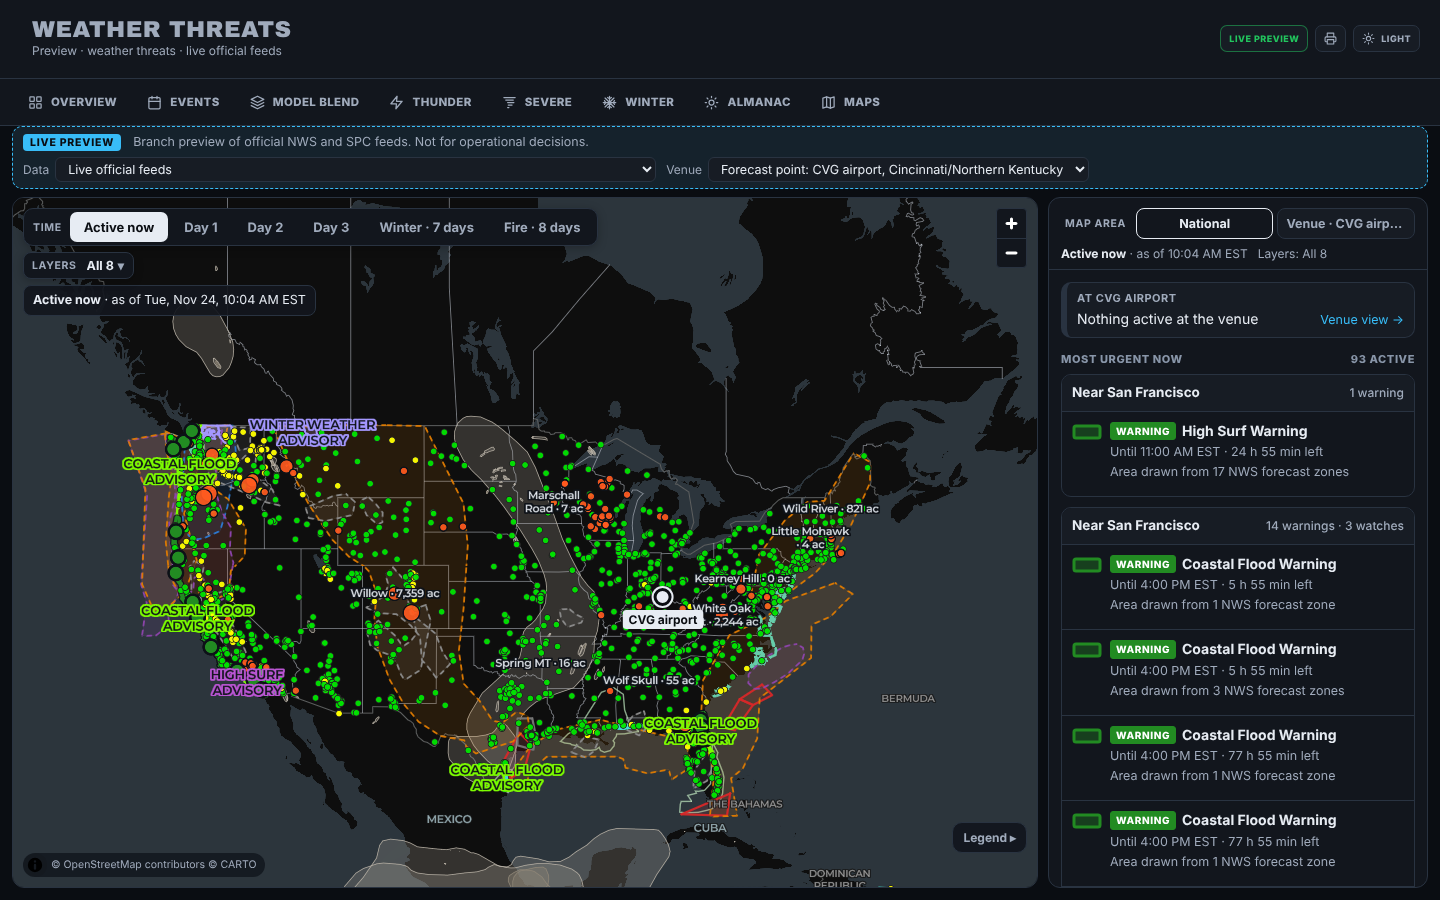 WEATHER THREATS
Preview · weather threats · live official feeds
LIVE PREVIEW
LIGHT
OVERVIEW
EVENTS
MODEL BLEND
THUNDER
SEVERE
WINTER
ALMANAC
MAPS
LIVE PREVIEW Branch preview of official NWS and SPC feeds. Not for operational decisions.
Data Live official feeds Venue Forecast point: CVG airport, Cincinnati/Northern Kentucky
TIME Active now Day 1 Day 2 Day 3 Winter · 7 days Fire · 8 days
LAYERS All 8 ▾
Active now · as of Tue, Nov 24, 10:04 AM EST
+
−
WINTER WEATHER
ADVISORY
COASTAL FLOOD
ADVISORY
Marschall
Road · 7 ac
Wild River · 821 ac
Little Mohawk
· 4 ac
Kearney Hill · 0 ac
Willow · 7,359 ac
White Oak
· 2,244 ac
CVG airport
COASTAL FLOOD
ADVISORY
Spring MT · 16 ac
Wolf Skull · 55 ac
HIGH SURF
ADVISORY
BERMUDA
COASTAL FLOOD
ADVISORY
COASTAL FLOOD
ADVISORY
THE BAHAMAS
MEXICO
CUBA
DOMINICAN
REPUBLIC
Legend ▸
© OpenStreetMap contributors © CARTO
MAP AREA National Venue · CVG airp...
Active now · as of 10:04 AM EST Layers: All 8
AT CVG AIRPORT
Nothing active at the venue Venue view →
MOST URGENT NOW 93 ACTIVE
Near San Francisco 1 warning
WARNING High Surf Warning
Until 11:00 AM EST · 24 h 55 min left
Area drawn from 17 NWS forecast zones
Near San Francisco 14 warnings · 3 watches
WARNING Coastal Flood Warning
Until 4:00 PM EST · 5 h 55 min left
Area drawn from 1 NWS forecast zone
WARNING Coastal Flood Warning
Until 4:00 PM EST · 5 h 55 min left
Area drawn from 3 NWS forecast zones
WARNING Coastal Flood Warning
Until 4:00 PM EST · 77 h 55 min left
Area drawn from 1 NWS forecast zone
WARNING Coastal Flood Warning
Until 4:00 PM EST · 77 h 55 min left
Area drawn from 1 NWS forecast zone